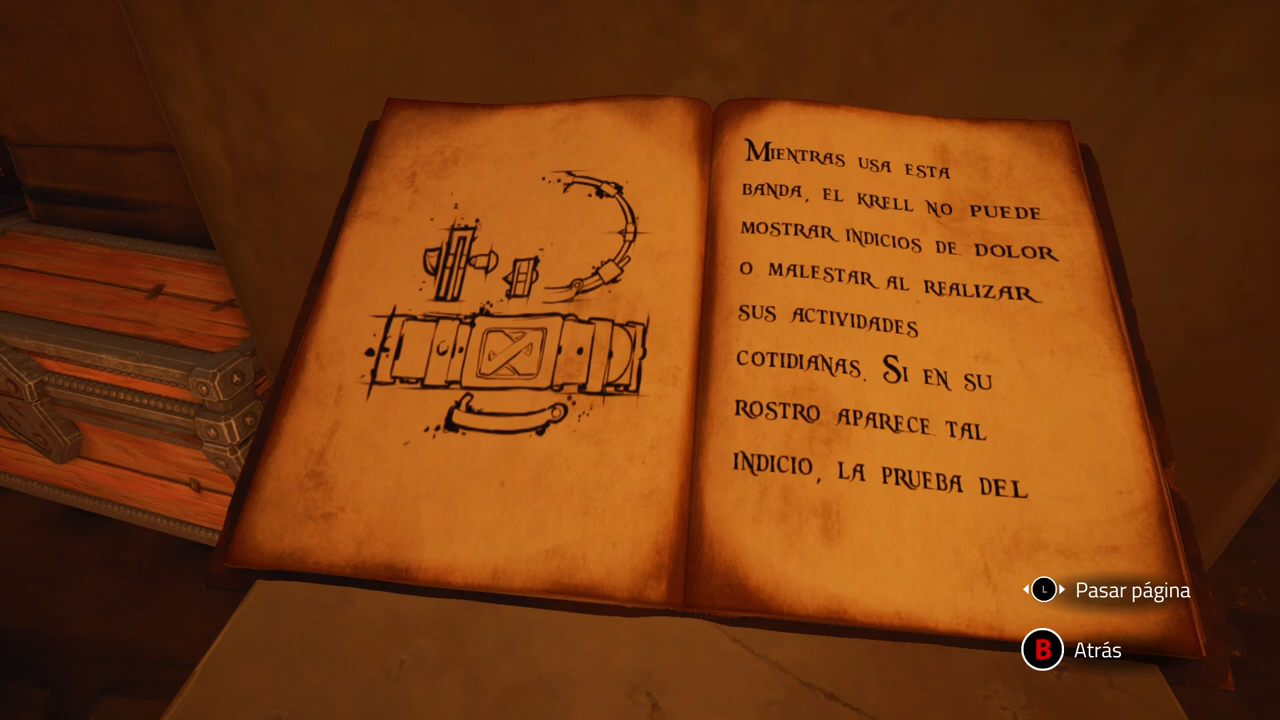 Mientras usa esta
banda, el krell no puede
mostrar indicios de dolor
o malestar al realizar
sus actividades
cotidianas. Si en su
rostro aparece tal
indicio, la prueba del
L Pasar página
B Atrás